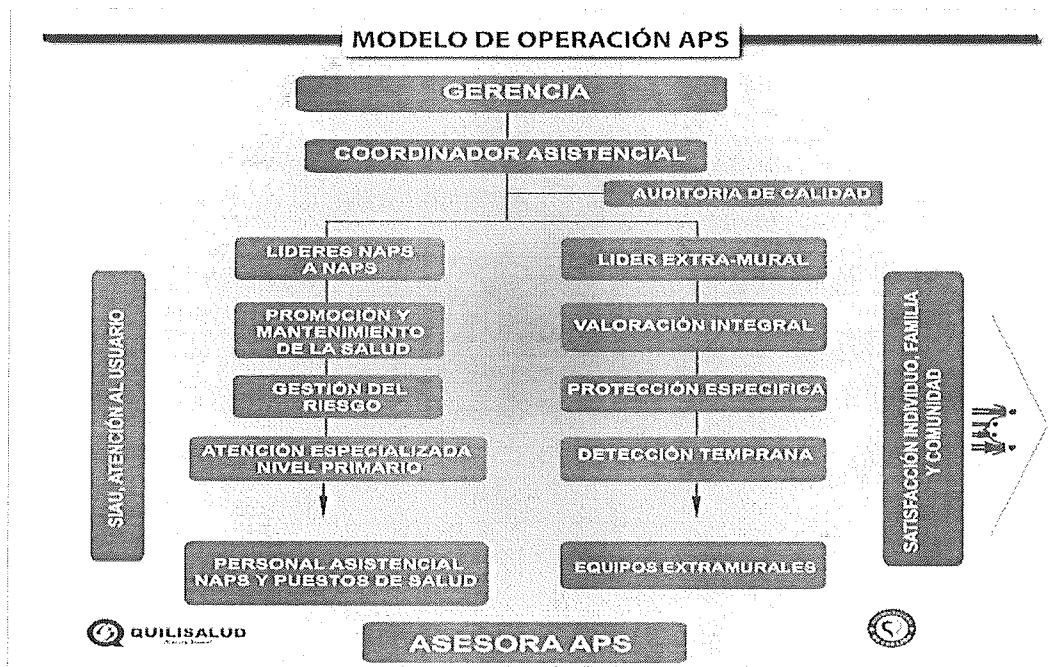 MODELO DE OPERACIÓN APS
GERENCIA
COORDINADOR ASISTENCIAL
AUDITORIA DE CALIDAD
LIDERES NAPS
A NAPS
LIDER EXTRA-MURAL
PROMOCIÓN Y
MANTENIMIENTO
DE LA SALUD
VALORACIÓN INTEGRAL
GESTIÓN DEL
RIESGO
PROTECCIÓN ESPECIFICA
ATENCIÓN ESPECIALIZADA
NIVEL PRIMARIO
DETECCIÓN TEMPRANA
PERSONAL ASISTENCIAL
NAPS Y PUESTOS DE SALUD
EQUIPOS EXTRAMURALES
SIAU, ATENCIÓN AL USUARIO
SATISFACCION INDIVIDUO, FAMILIA
Y COMUNIDAD
QUILISALUD
ASESORA APS